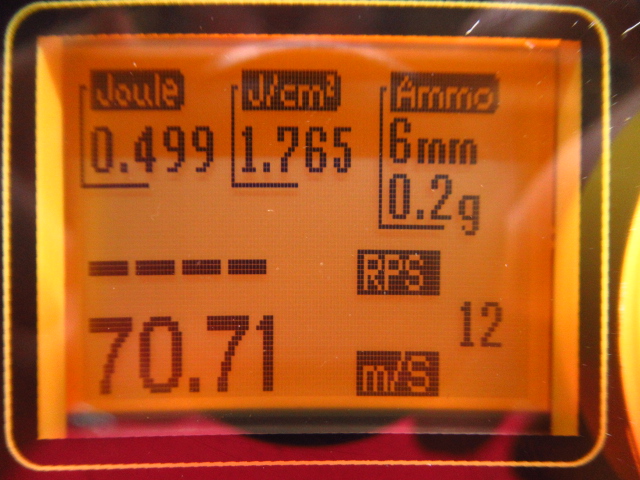 Joule J/cm² Ammo
0.499 1.765 6mm
0.2g
---- RPS
12
70.71 m/S